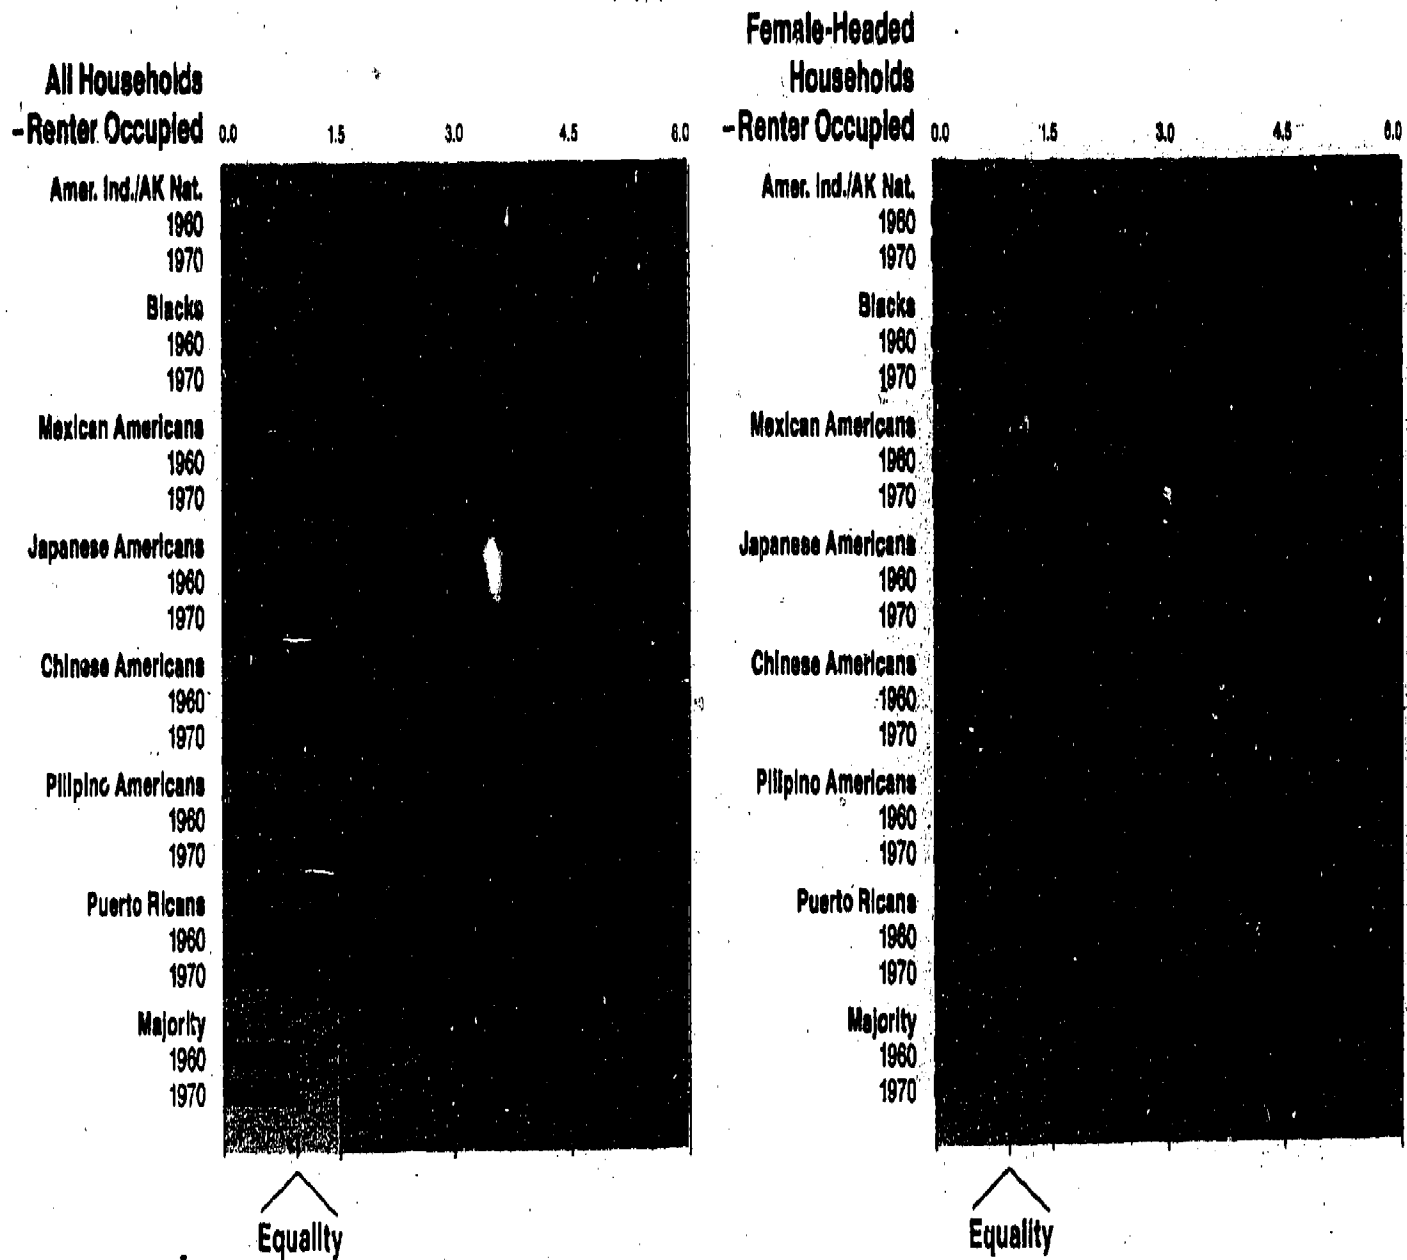 All Households
-Renter Occupied 0.0 1.5 3.0 4.5 6.0
Amer. Ind./AK Nat.
1960
1970
Blacks
1960
1970
Mexican Americans
1960
1970
Japanese Americans
1960
1970
Chinese Americans
1960
1970
Pilipino Americans
1960
1970
Puerto Ricans
1960
1970
Majority
1960
1970
Equality
Female-Headed
Households
-Renter Occupied 0.0 1.5 3.0 4.5 6.0
Amer. Ind./AK Nat.
1960
1970
Blacks
1960
1970
Mexican Americans
1960
1970
Japanese Americans
1960
1970
Chinese Americans
1960
1970
Pilipino Americans
1960
1970
Puerto Ricans
1960
1970
Majority
1960
1970
Equality